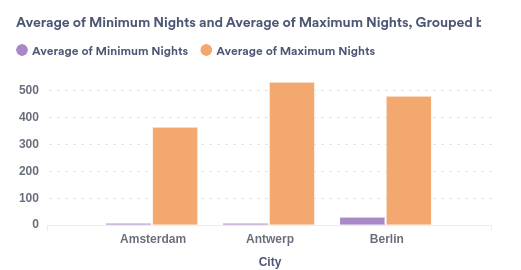 Average of Minimum Nights and Average of Maximum Nights, Grouped
Average of Minimum Nights Average of Maximum Nights
500
400
300
200
100
0
Amsterdam Antwerp Berlin
City